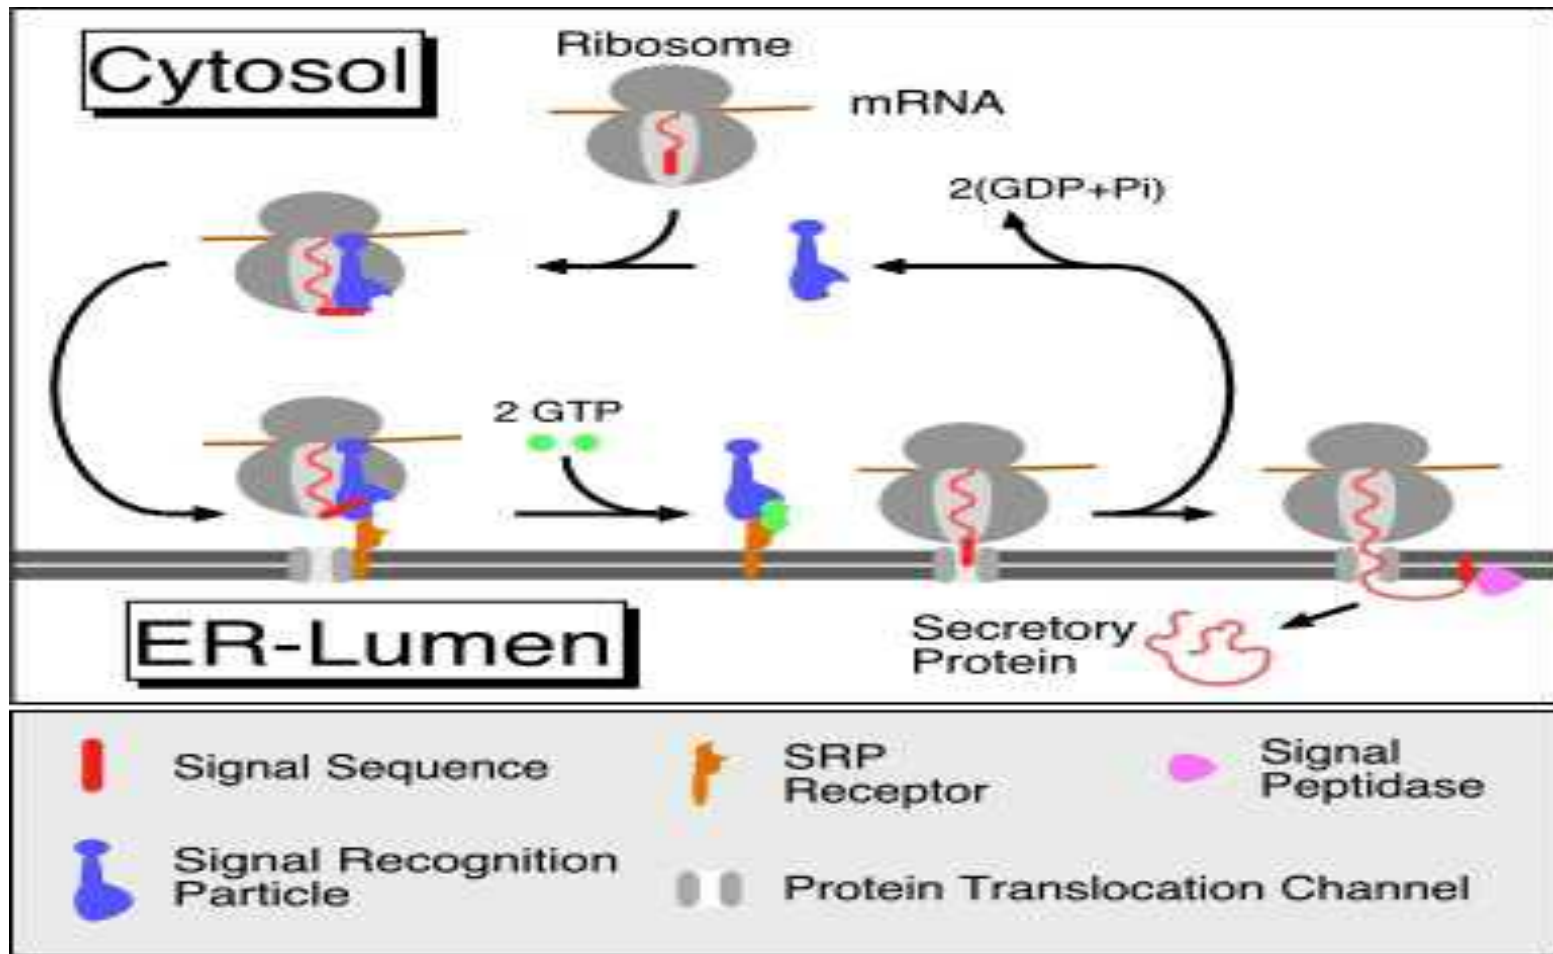 Cytosol
Ribosome
mRNA
2(GDP+Pi)
2 GTP
ER-Lumen
Secretory
Protein
Signal Sequence
SRP
Receptor
Signal
Peptidase
Signal Recognition
Particle
Protein Translocation Channel